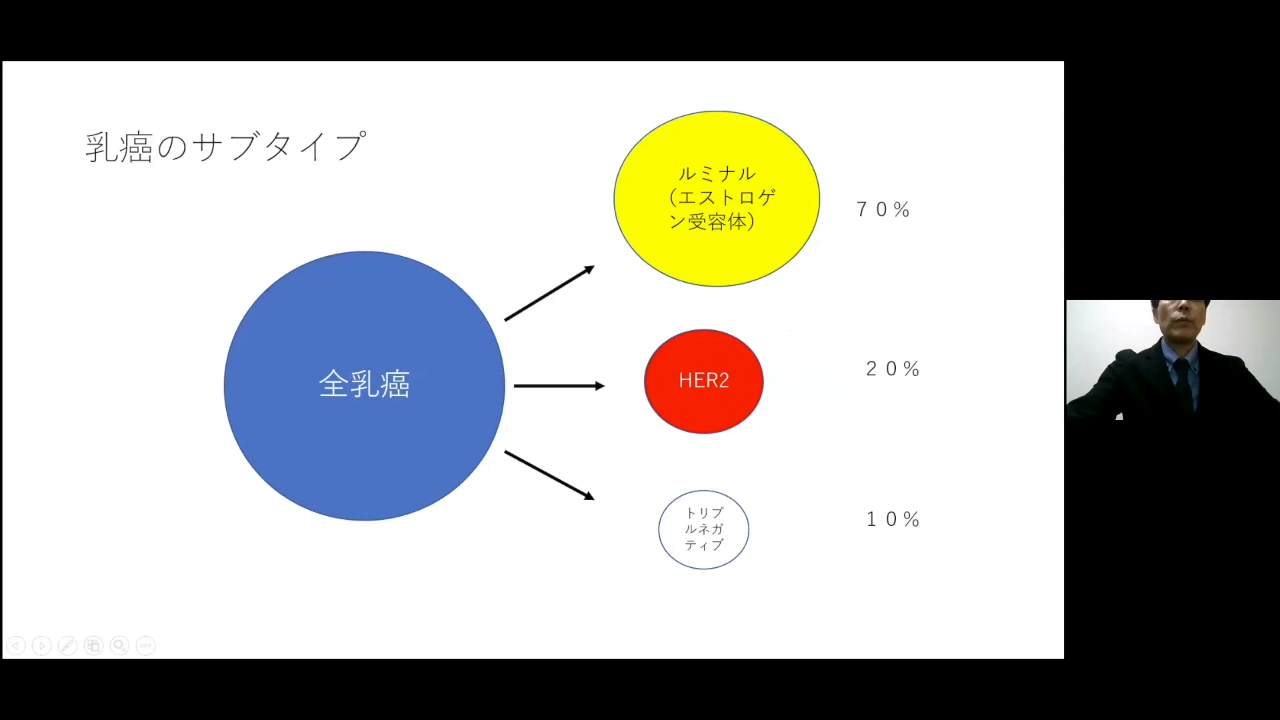 乳癌のサブタイプ
全乳癌
ルミナル
（エストロゲ
ン受容体）
７０％
HER2
２０％
トリプ
ルネガ
ティブ
１０％